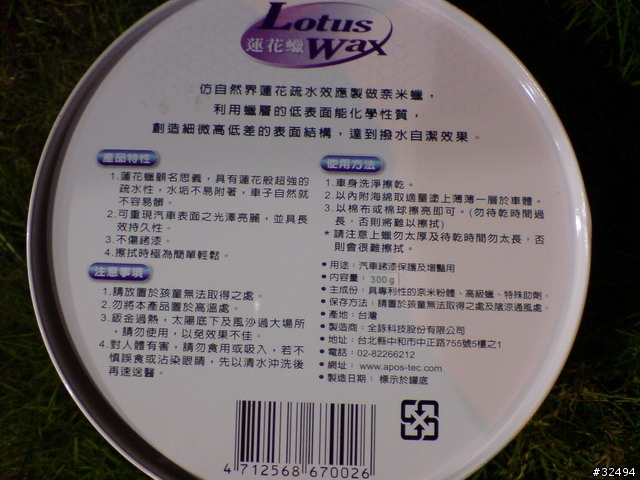 Lotus
蓮花蠟 Wax
仿自然界蓮花疏水效應製做奈米蠟，
利用蠟層的低表面能化學性質，
創造細微高低差的表面結構，達到撥水自潔效果。
產品特性
1.蓮花蠟顧名思義，具有蓮花般超強的
疏水性，水垢不易附著，車子自然就
不容易髒。
2.可重現汽車表面之光澤亮麗，並具長
效持久性。
3.不傷烤漆。
4.擦拭時極為簡單輕鬆。
注意事項
1.請放置於孩童無法取得之處。
2.勿將本產品置於高溫處。
3.鈑金過熱，太陽底下及風沙過大場所
，請勿使用，以免效果不佳。
4.對人體有害，請勿食用或吸入，若不
慎誤食或沾染眼睛，先以清水沖洗後
再速送醫。
使用方法
1.車身洗淨擦乾。
2.以內附海綿取適量塗上薄薄一層於車體。
3.以棉布或棉球擦亮即可。(勿待乾時間過
長，否則將難以擦拭)
* 請注意上蠟勿太厚及待乾時間勿太長，否
則會很難擦拭。
● 用途：汽車烤漆保護及增豔用
● 內容量：300 g
● 主成份：具專利性的奈米粉體、高級蠟、特殊助劑。
● 保存方法：請置於孩童無法取得之處及陰涼通風處。
● 產地：台灣
● 製造商：全詠科技股份有限公司
● 地址：台北縣中和市中正路755號5樓之1
● 電話：02-82266212
● 網址：www.apos-tec.com
● 製造日期：標示於罐底
4 712568 670026
#32494